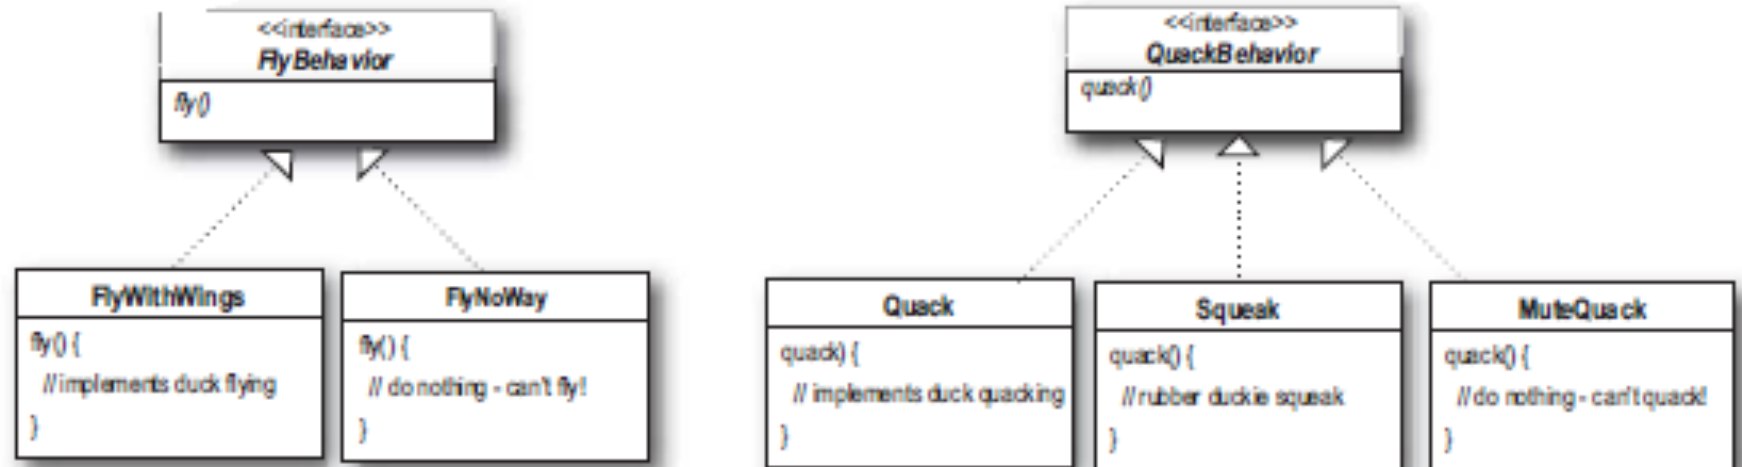 <<interface>>
FlyBehavior
fly()
<<interface>>
QuackBehavior
quack()
FlyWithWings
fly() {
// implements duck flying
}
FlyNoWay
fly() {
// do nothing - can't fly!
}
Quack
quack) {
// implements duck quacking
}
Squeak
quack() {
// rubber duckie squeak
}
MuteQuack
quack() {
// do nothing - can't quack!
}